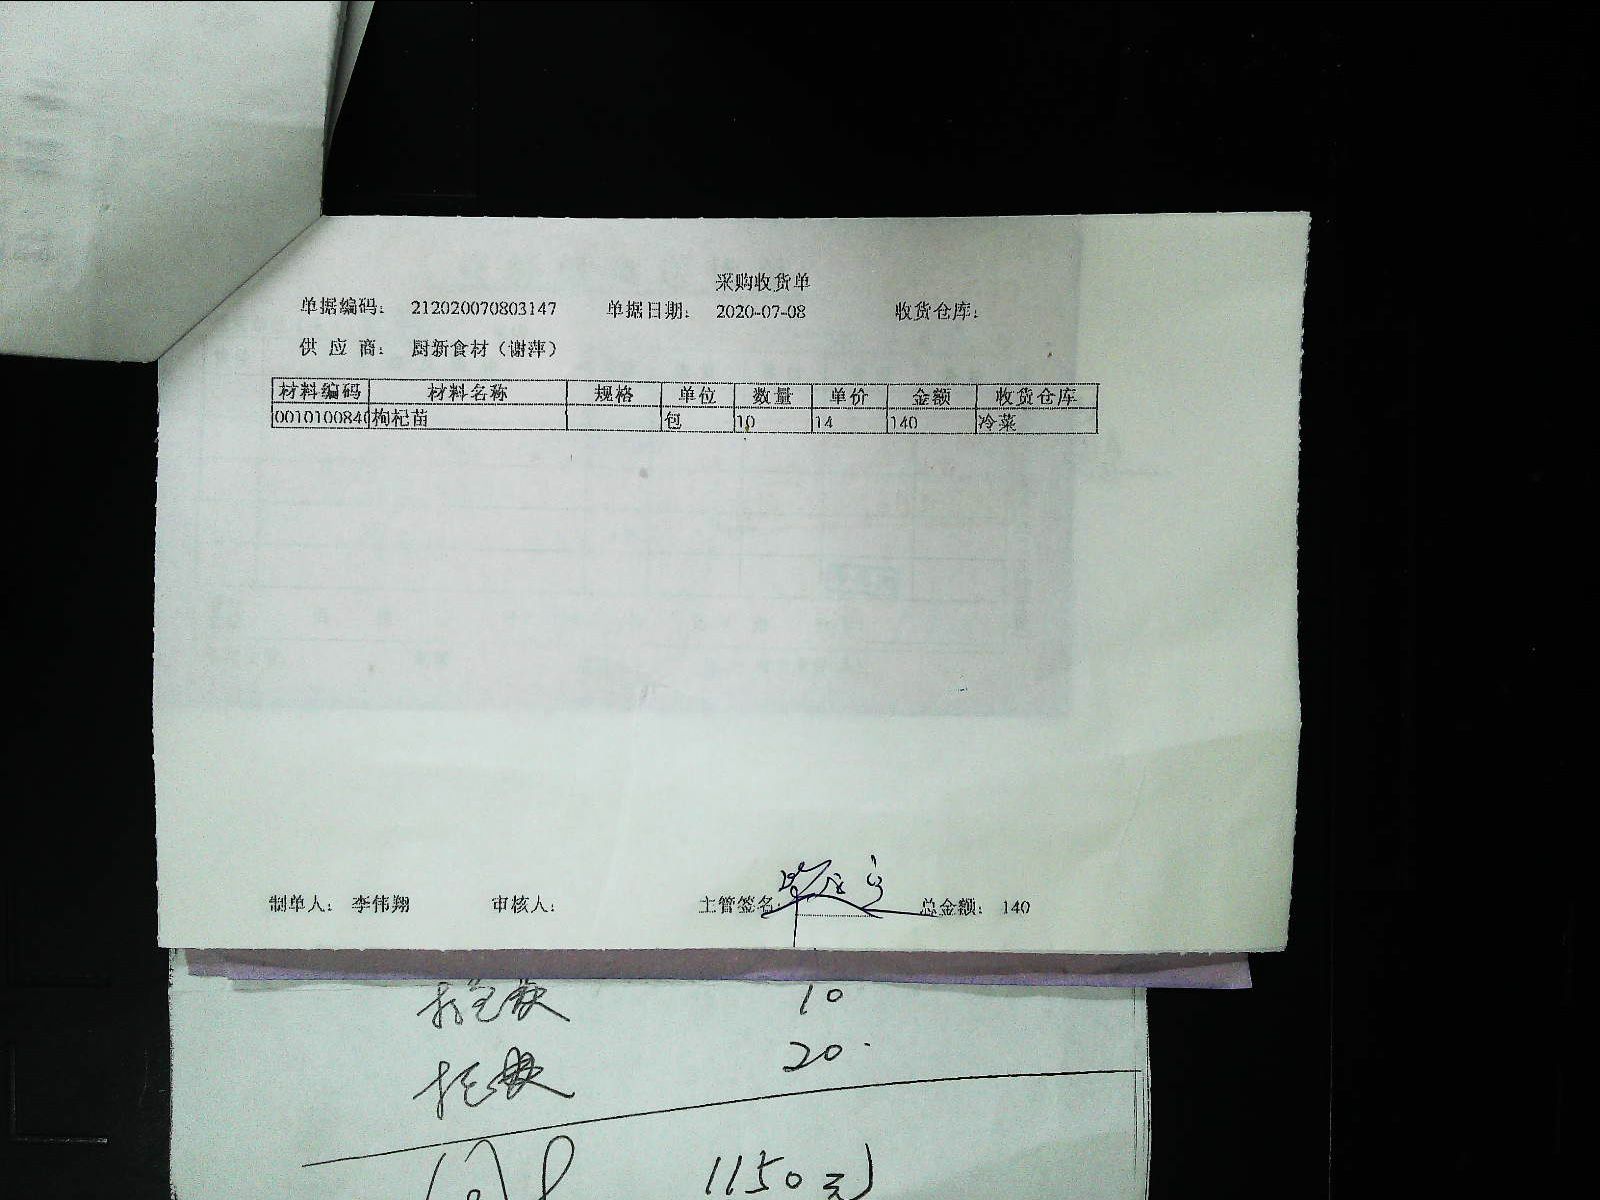 采购收货单
单据编码： 212020070803147 单据日期： 2020-07-08 收货仓库：
供 应 商： 厨新食材（谢萍）
材料编码 材料名称 规格 单位 数量 单价 金额 收货仓库
0010100840 枸杞苗 包 10 14 140 冷菜
制单人： 李伟翔 审核人： 主管签名： 总金额： 140
10
20
1150元